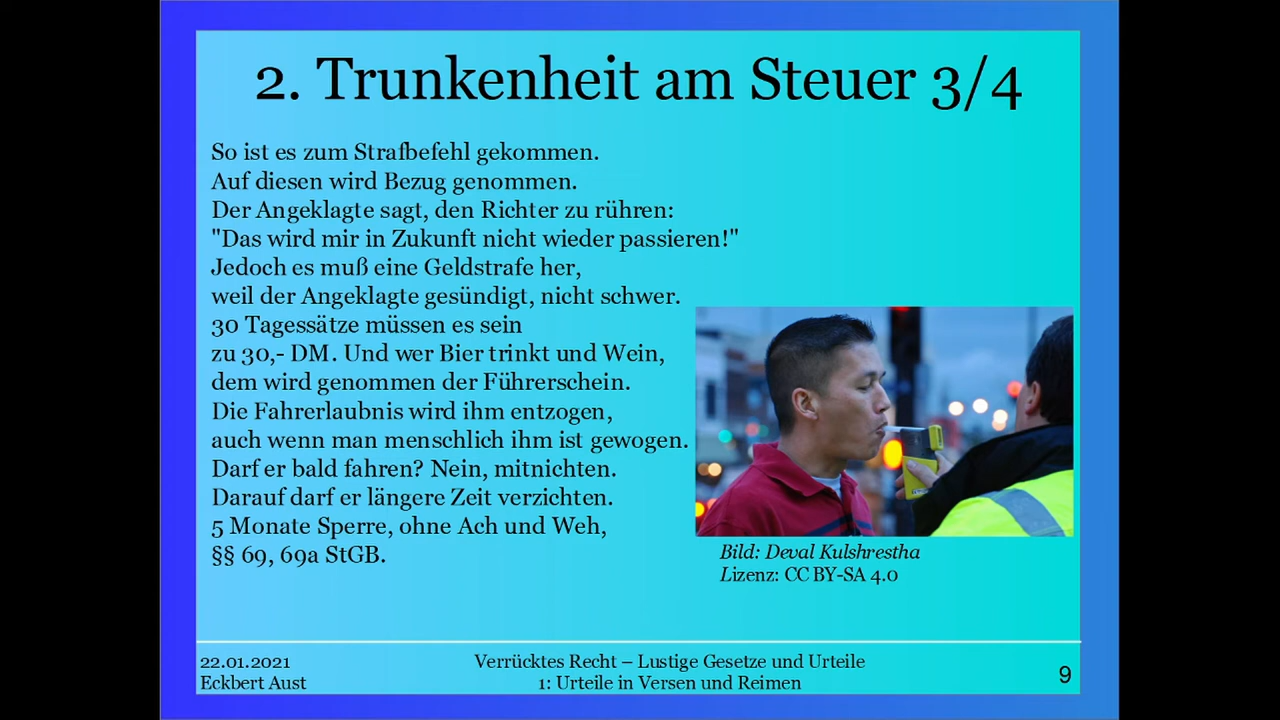 2. Trunkenheit am Steuer 3/4
So ist es zum Strafbefehl gekommen.
Auf diesen wird Bezug genommen.
Der Angeklagte sagt, den Richter zu rühren:
"Das wird mir in Zukunft nicht wieder passieren!"
Jedoch es muß eine Geldstrafe her,
weil der Angeklagte gesündigt, nicht schwer.
30 Tagessätze müssen es sein
zu 30,- DM. Und wer Bier trinkt und Wein,
dem wird genommen der Führerschein.
Die Fahrerlaubnis wird ihm entzogen,
auch wenn man menschlich ihm ist gewogen.
Darf er bald fahren? Nein, mitnichten.
Darauf darf er längere Zeit verzichten.
5 Monate Sperre, ohne Ach und Weh,
§§ 69, 69a StGB.
Bild: Deval Kulshrestha
Lizenz: CC BY-SA 4.0
22.01.2021
Eckbert Aust
Verrücktes Recht – Lustige Gesetze und Urteile
1: Urteile in Versen und Reimen
9